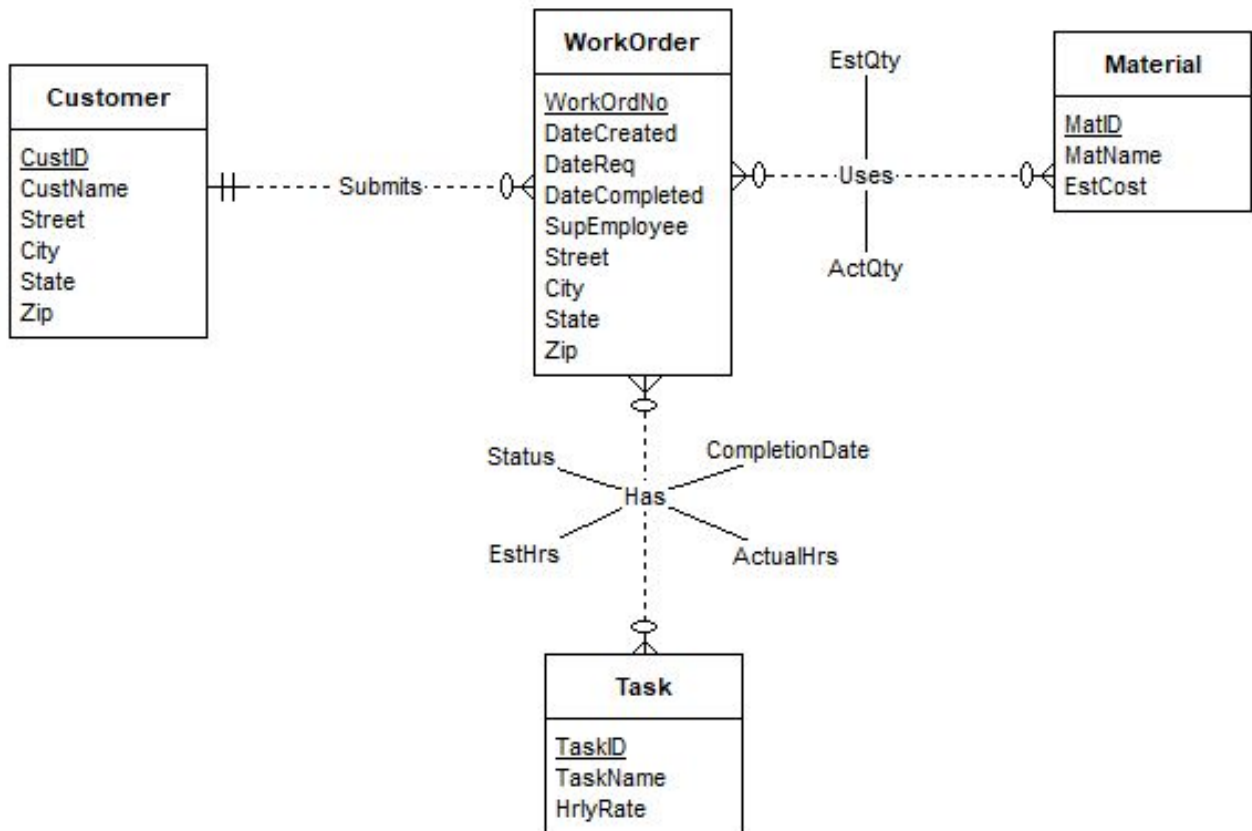 Customer
CustID
CustName
Street
City
State
Zip
Submits
WorkOrder
WorkOrdNo
DateCreated
DateReq
DateCompleted
SupEmployee
Street
City
State
Zip
EstQty
Uses
ActQty
Material
MatID
MatName
EstCost
Status
CompletionDate
Has
EstHrs
ActualHrs
Task
TaskID
TaskName
HrlyRate